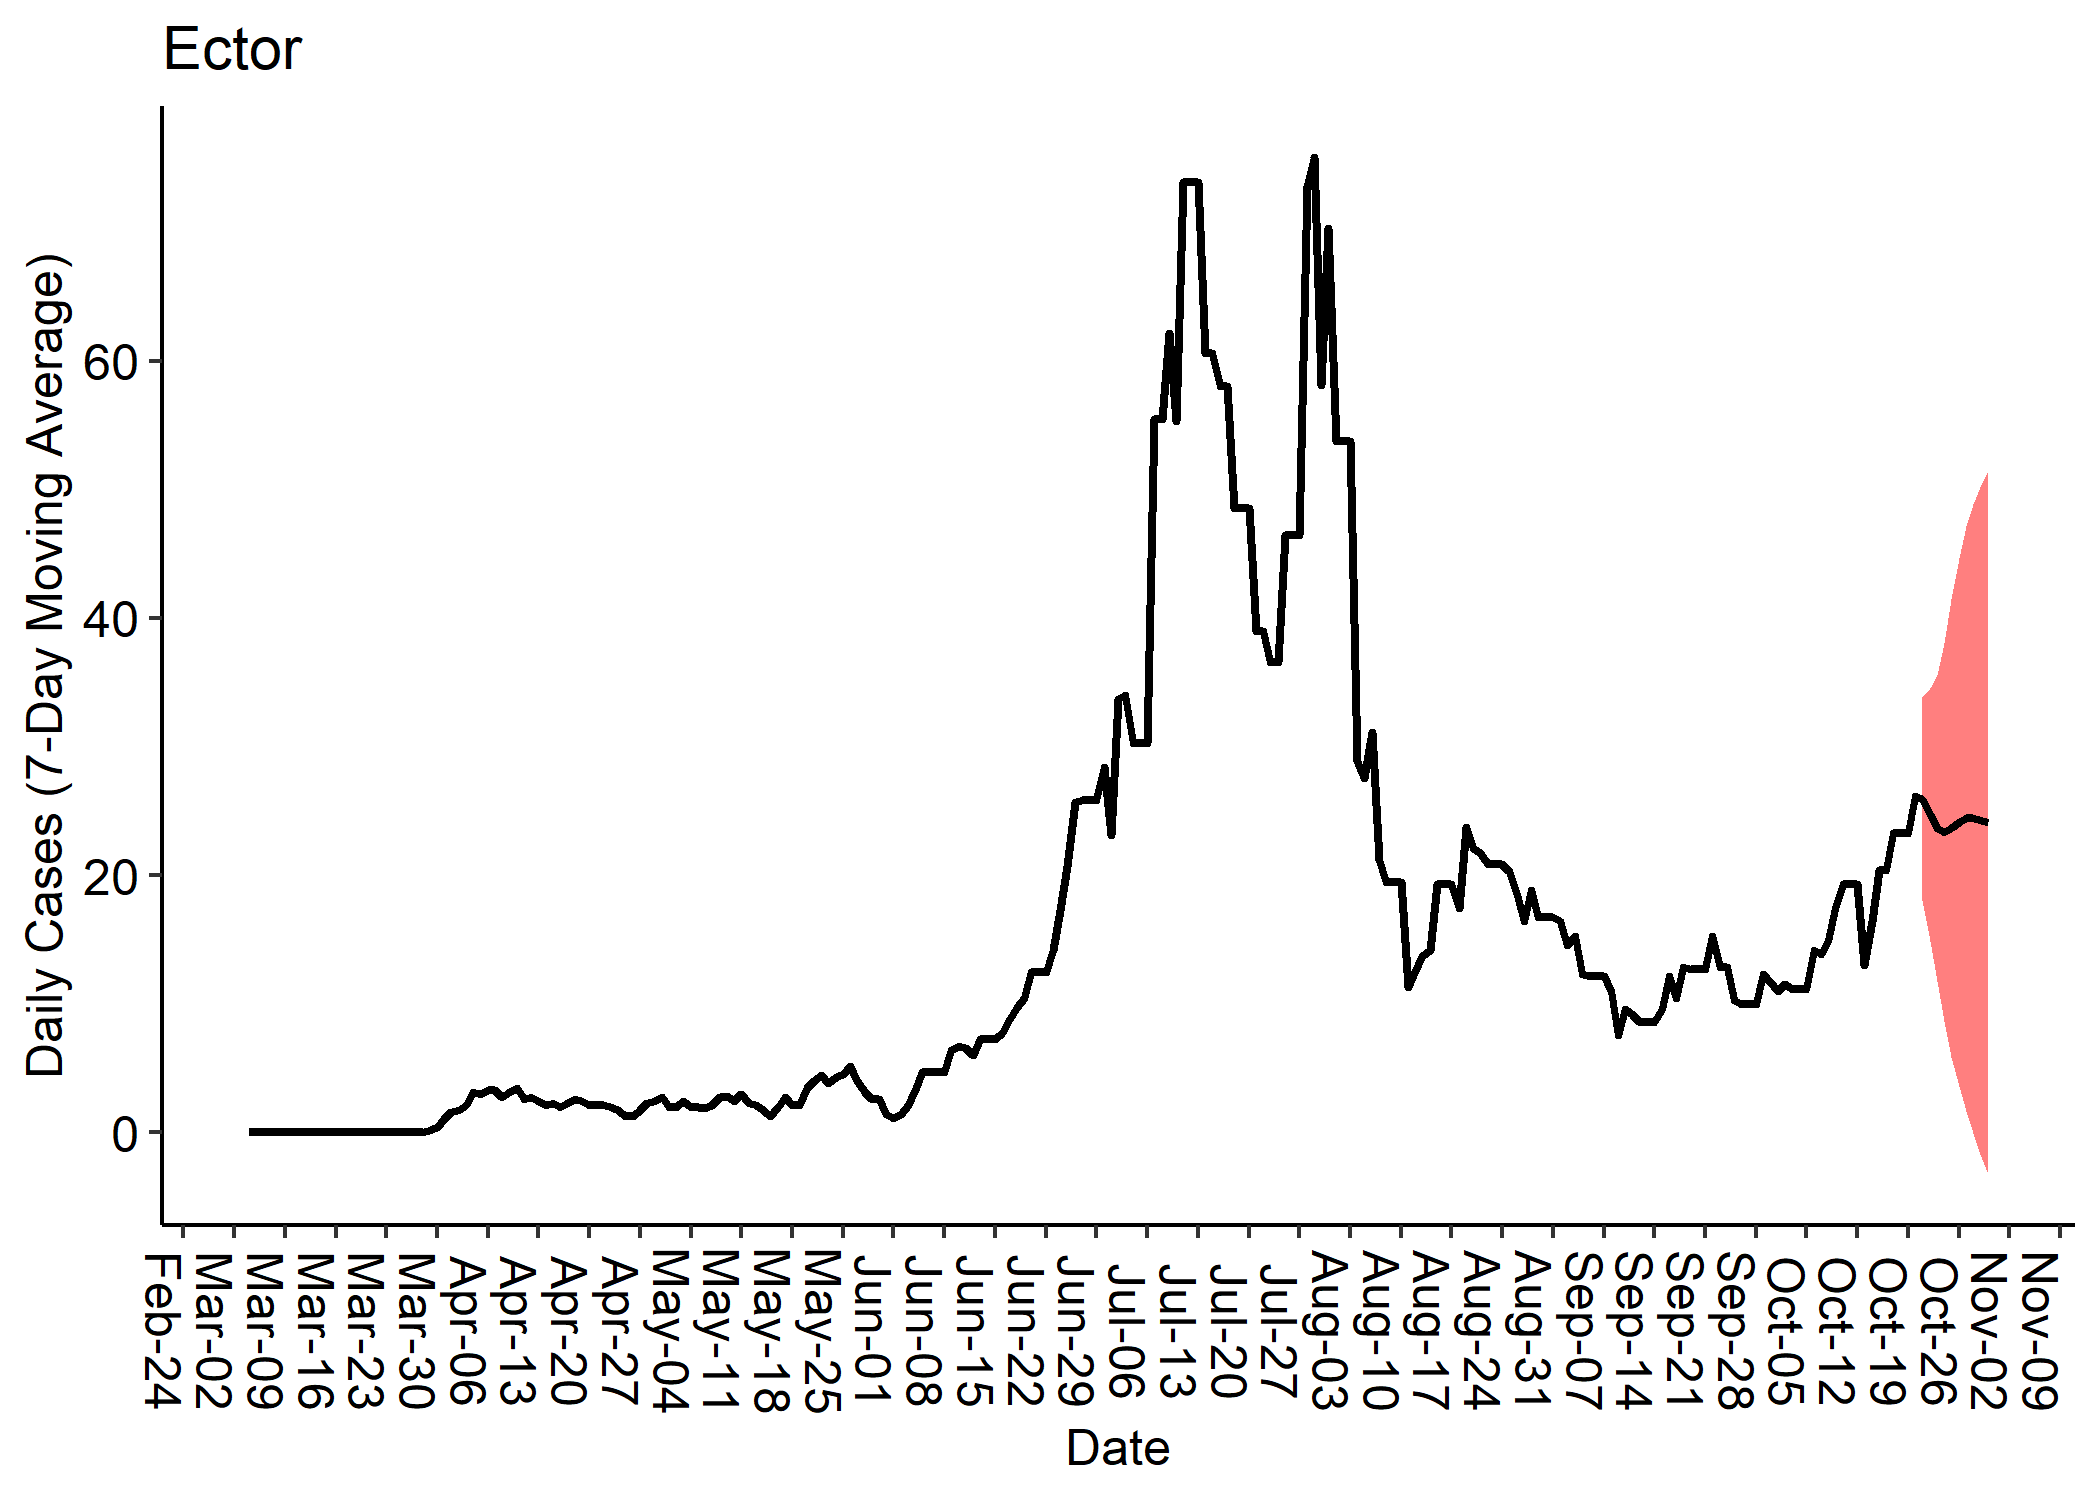 Ector
Daily Cases (7-Day Moving Average)
60
40
20
0
Feb-24
Mar-02
Mar-09
Mar-16
Mar-23
Mar-30
Apr-06
Apr-13
Apr-20
Apr-27
May-04
May-11
May-18
May-25
Jun-01
Jun-08
Jun-15
Jun-22
Jun-29
Jul-06
Jul-13
Jul-20
Jul-27
Aug-03
Aug-10
Aug-17
Aug-24
Aug-31
Sep-07
Sep-14
Sep-21
Sep-28
Oct-05
Oct-12
Oct-19
Oct-26
Nov-02
Nov-09
Date